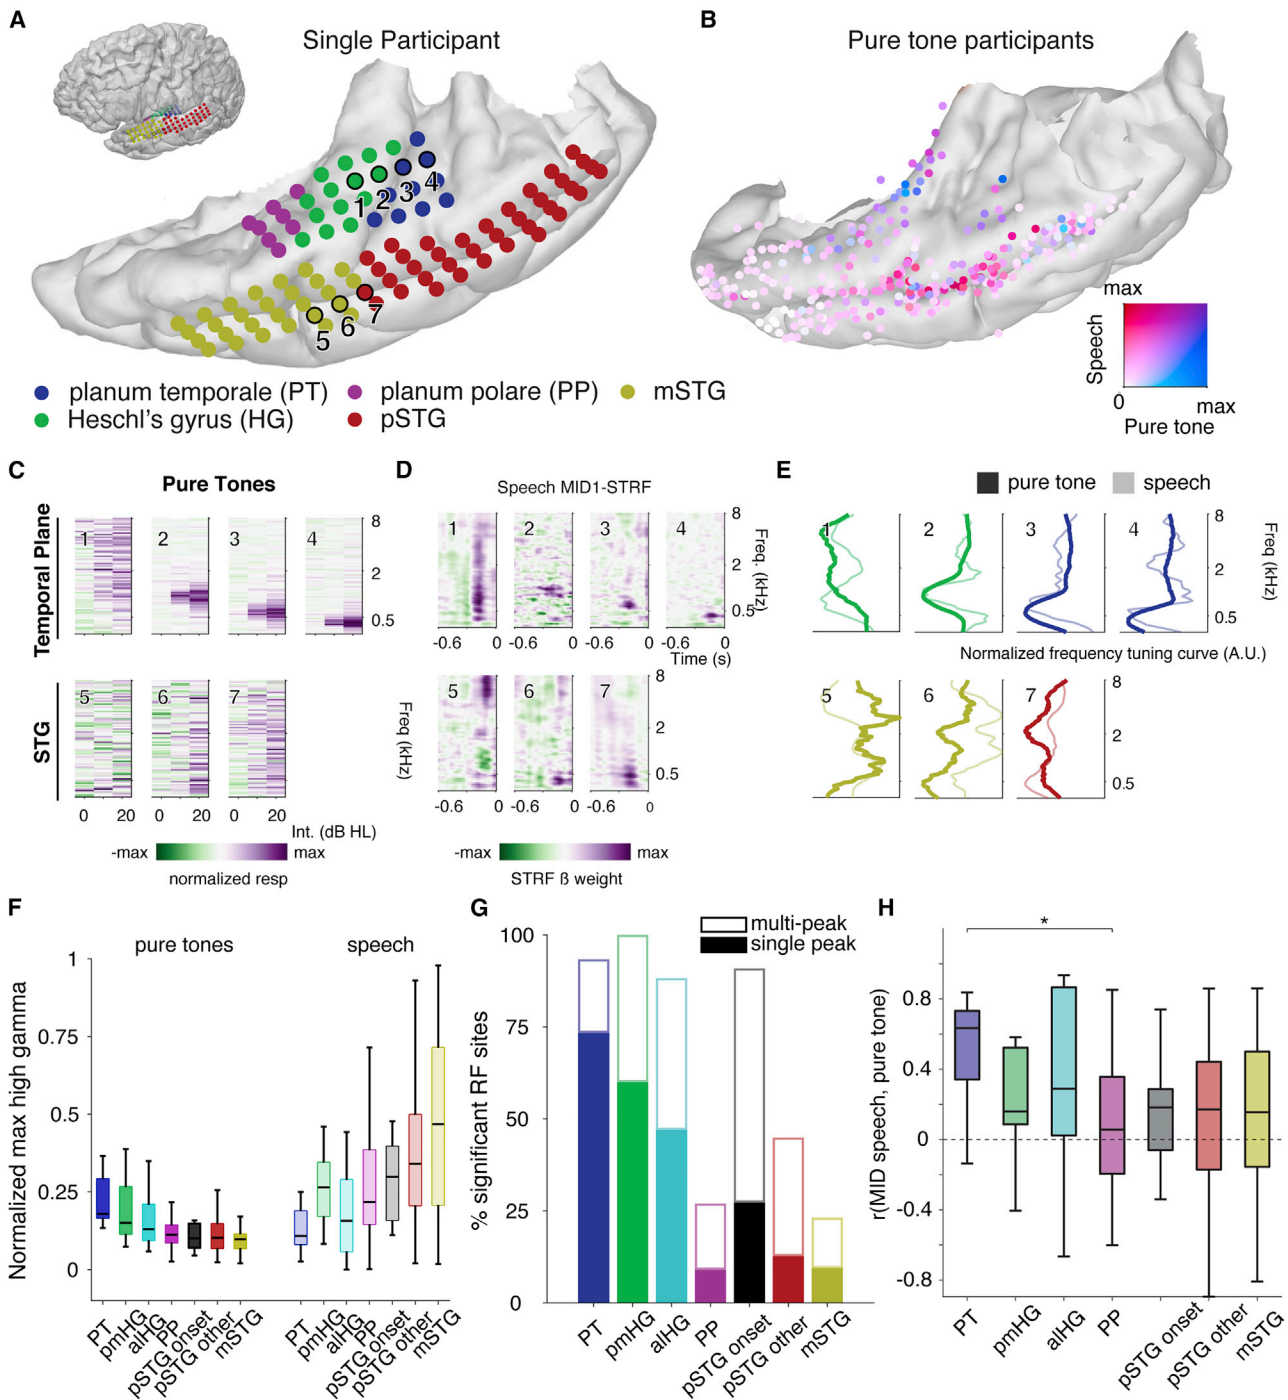 A
Single Participant
1
2
3
4
5
6
7
B
Pure tone participants
max
Speech
0
max
Pure tone
planum temporale (PT)
planum polare (PP)
mSTG
Heschl's gyrus (HG)
pSTG
C
Pure Tones
Temporal Plane
1
2
3
4
8
2
0.5
STG
5
6
7
0 20
0 20
0 20
Int. (dB HL)
-max
max
normalized resp
D
Speech MID1-STRF
1
2
3
4
8
2
0.5
Freq. (kHz)
-0.6 0
-0.6 0
-0.6 0
-0.6 0
Time (s)
5
6
7
8
2
0.5
Freq (kHz)
-0.6 0
-0.6 0
-0.6 0
-max
max
STRF ß weight
E
pure tone
speech
1
2
3
4
8
2
0.5
Freq (kHz)
Normalized frequency tuning curve (A.U.)
5
6
7
8
2
0.5
F
pure tones
speech
Normalized max high gamma
1
0.75
0.5
0.25
0
PT
pmHG
alHG
PP
pSTG onset
pSTG other
mSTG
PT
pmHG
alHG
PP
pSTG onset
pSTG other
mSTG
G
multi-peak
single peak
% significant RF sites
100
75
50
25
0
PT
pmHG
alHG
PP
pSTG onset
pSTG other
mSTG
H
*
r(MID speech, pure tone)
0.8
0.4
0
-0.4
-0.8
PT
pmHG
alHG
PP
pSTG onset
pSTG other
mSTG